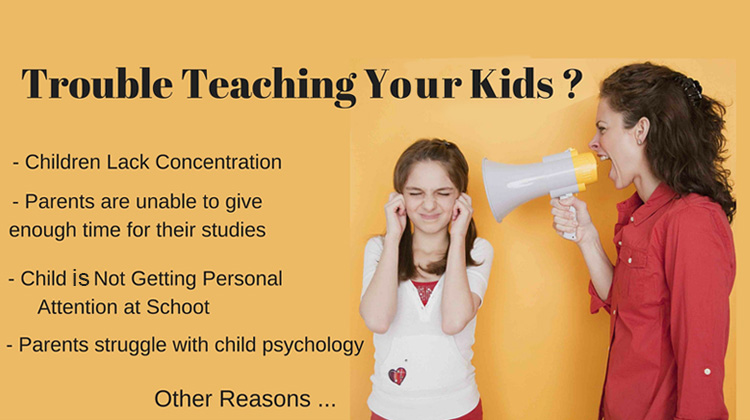 Trouble Teaching Your Kids ?
- Children Lack Concentration
- Parents are unable to give
enough time for their studies
- Child is Not Getting Personal
Attention at Schoot
- Parents struggle with child psychology
Other Reasons ...